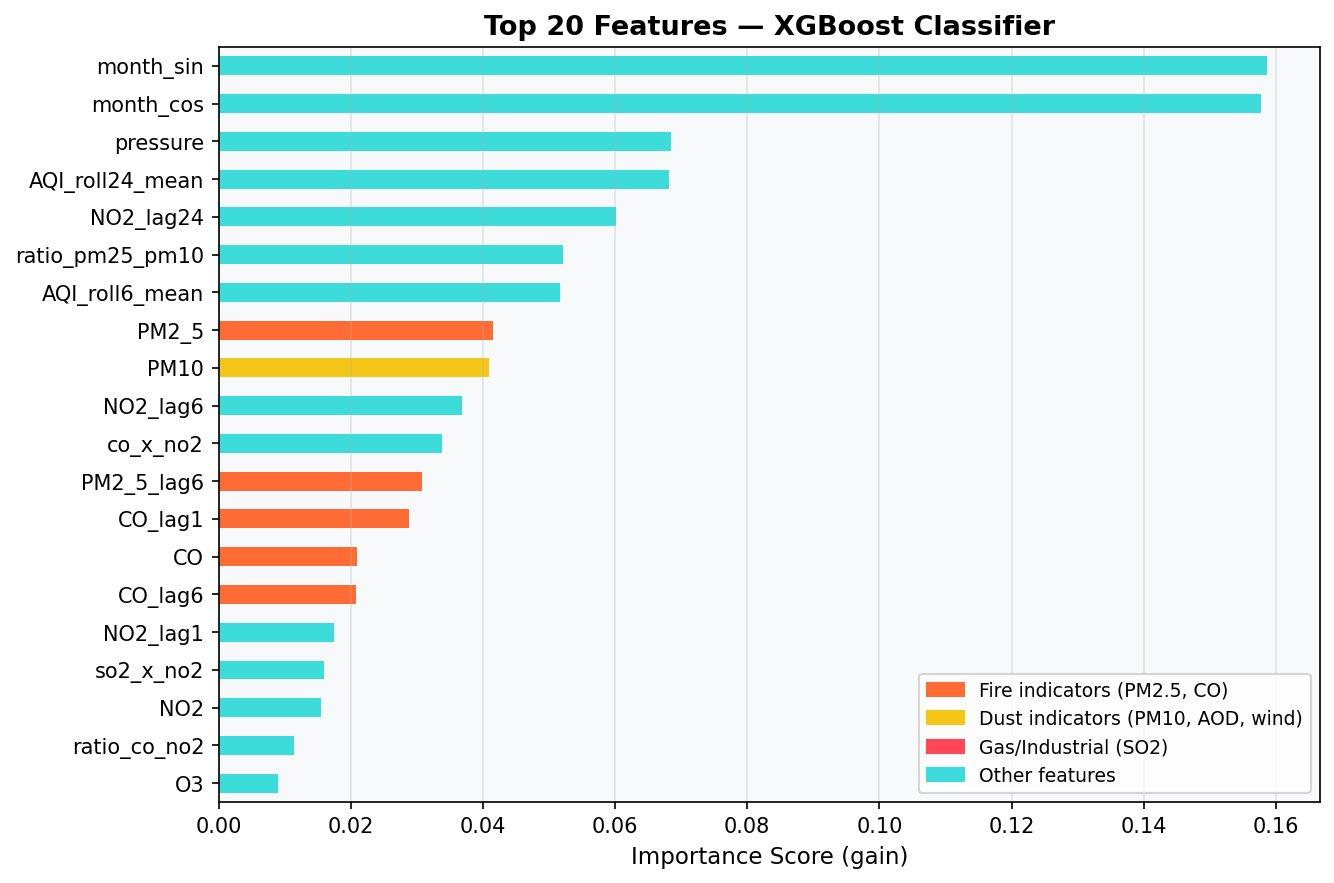 Top 20 Features — XGBoost Classifier
month_sin
month_cos
pressure
AQI_roll24_mean
NO2_lag24
ratio_pm25_pm10
AQI_roll6_mean
PM2_5
PM10
NO2_lag6
co_x_no2
PM2_5_lag6
CO_lag1
CO
CO_lag6
NO2_lag1
so2_x_no2
NO2
ratio_co_no2
O3
Fire indicators (PM2.5, CO)
Dust indicators (PM10, AOD, wind)
Gas/Industrial (SO2)
Other features
0.00 0.02 0.04 0.06 0.08 0.10 0.12 0.14 0.16
Importance Score (gain)